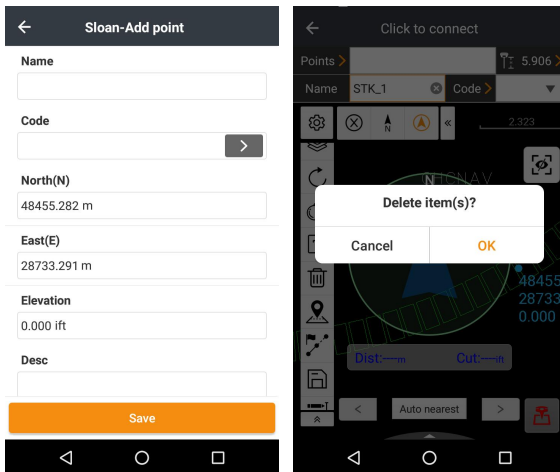 Sloan-Add point
Name
Code
North(N)
48455.282 m
East(E)
28733.291 m
Elevation
0.000 ift
Desc
Save
Click to connect
Points
5.906
Name STK_1 Code
N
2.323
N
CHCNAV
Delete item(s)?
Cancel OK
48455
28733
0.000
Dist:----m Cut:----ift
Auto nearest